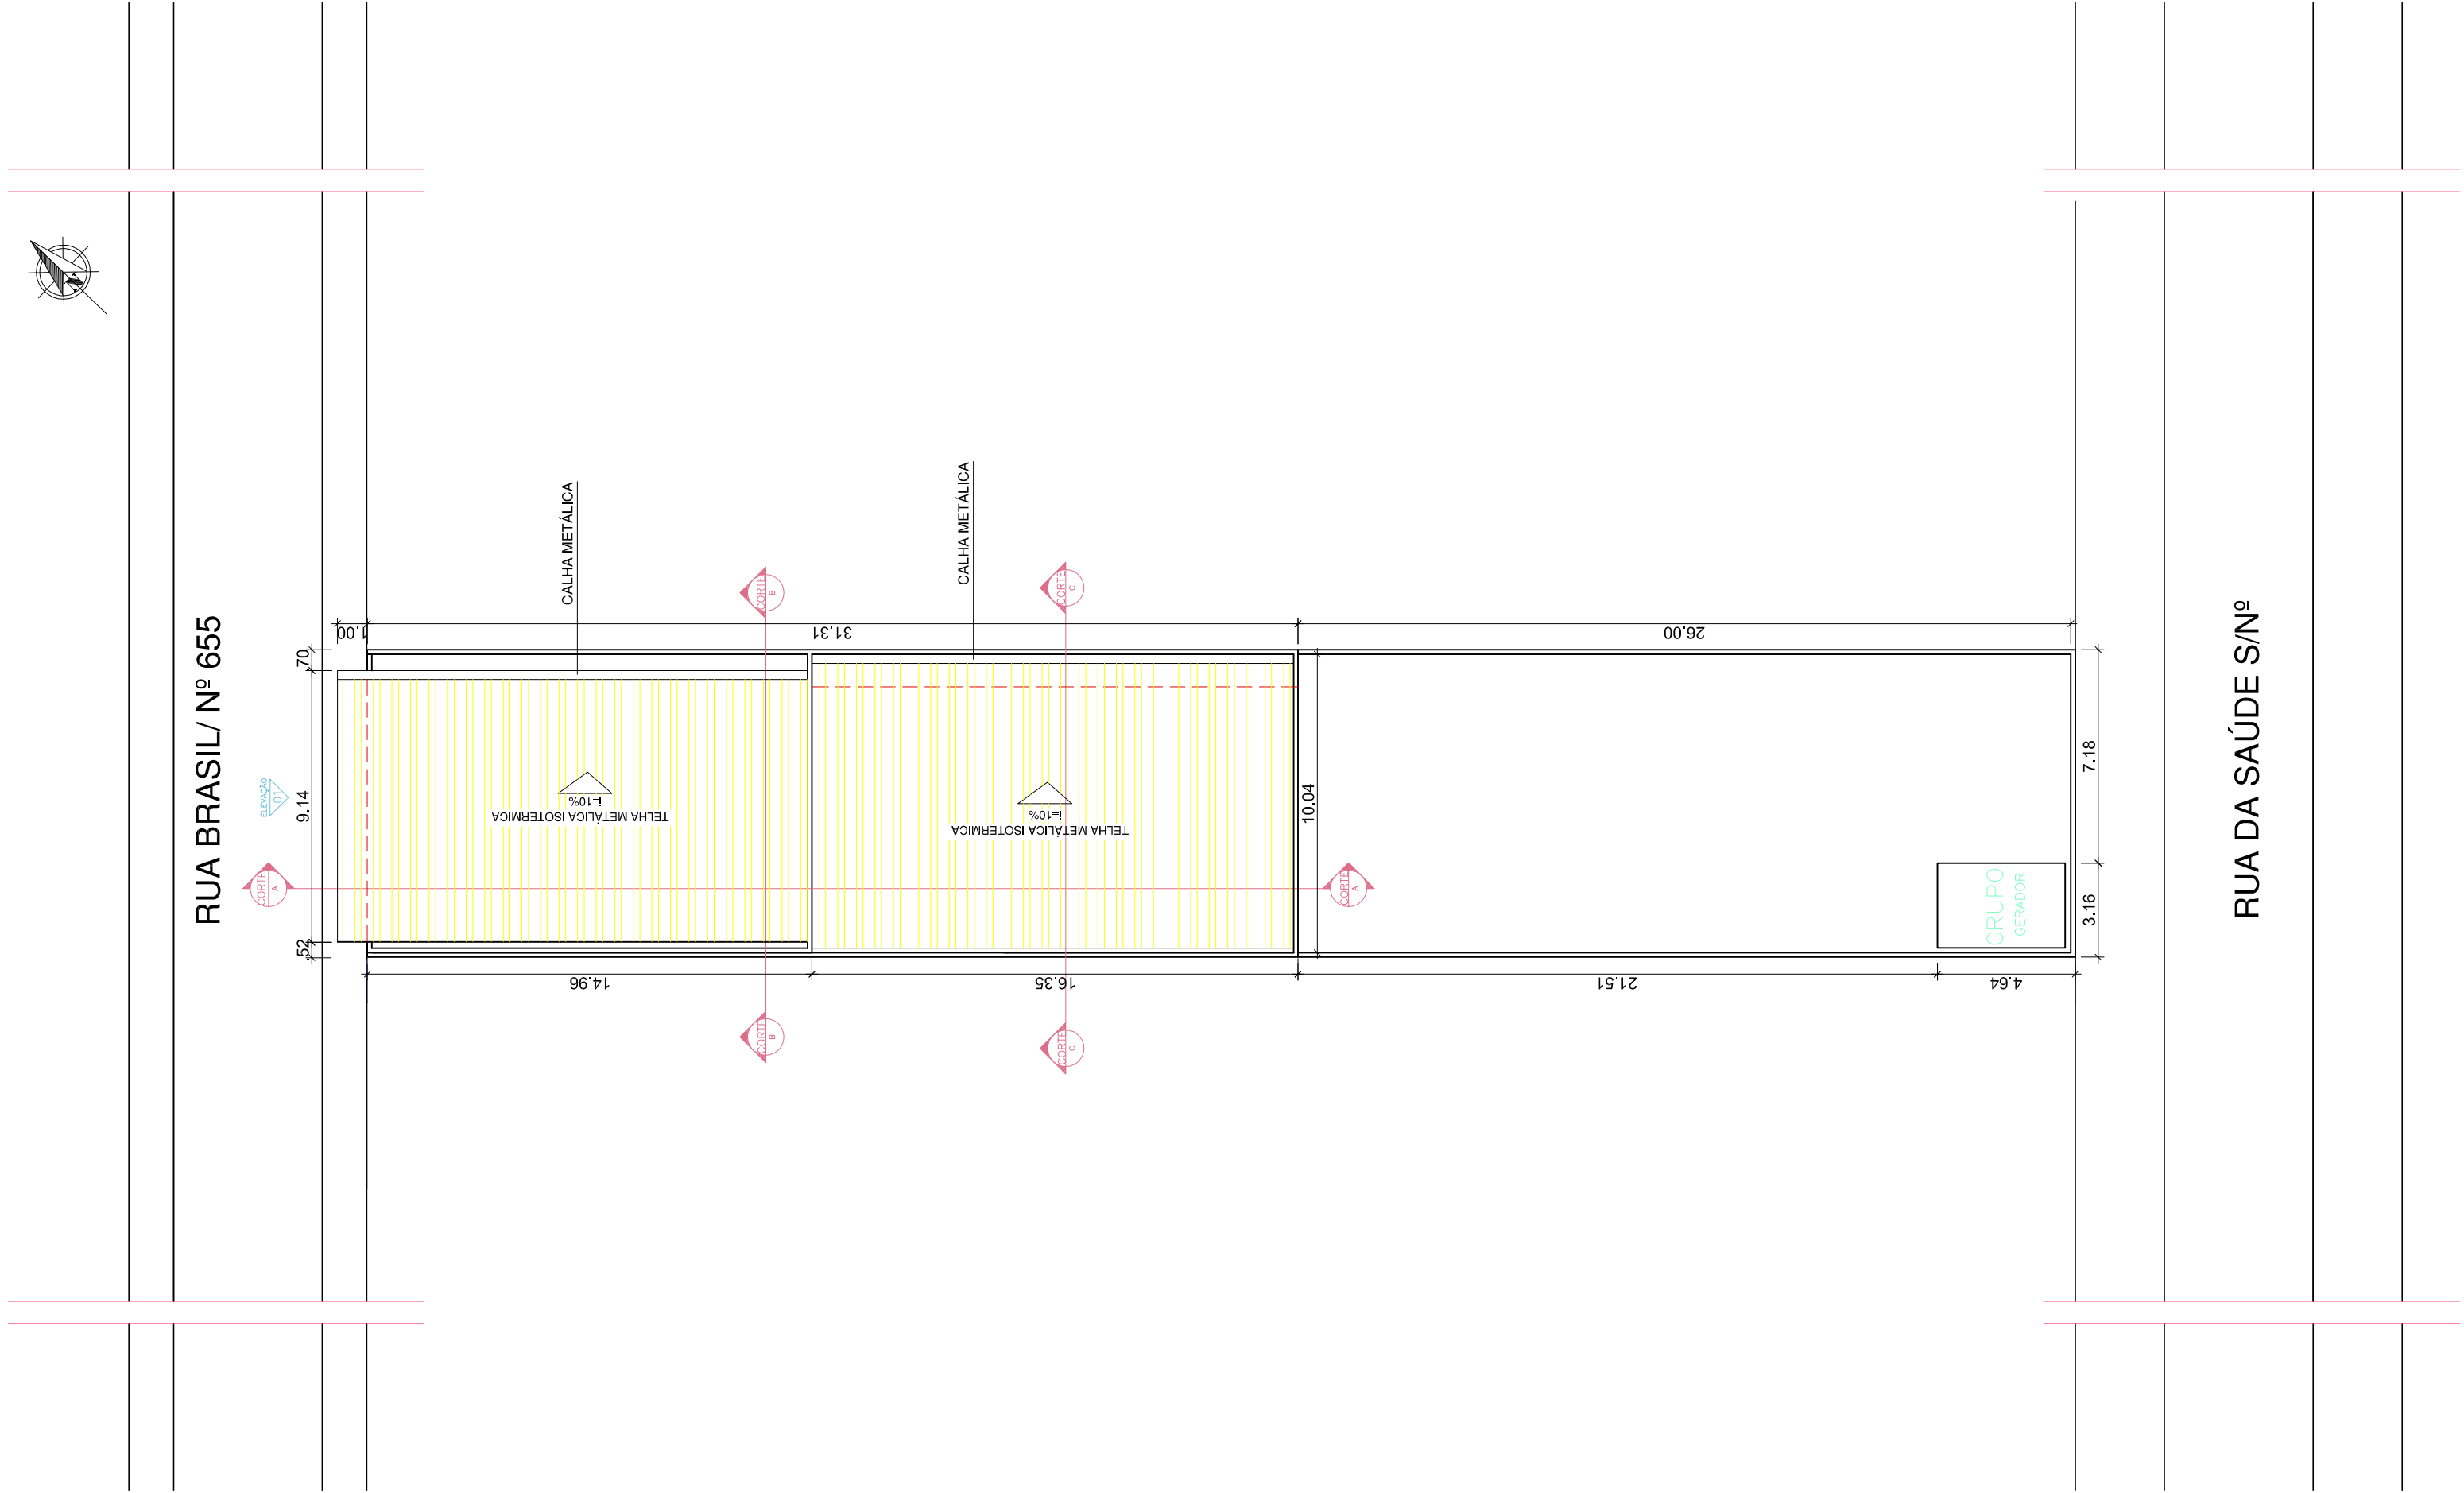 RUA BRASIL/ Nº 655
ELEVAÇÃO
01
CORTE
A
.70
9.14
.52
1.00
31.31
26.00
CALHA METÁLICA
CALHA METÁLICA
CORTE
B
CORTE
C
TELHA METÁLICA ISOTERMICA
i=10%
TELHA METÁLICA ISOTERMICA
i=10%
10.04
CORTE
A
CORTE
B
CORTE
C
14.96
16.35
21.51
4.64
GRUPO
GERADOR
7.18
3.16
RUA DA SAÚDE S/Nº